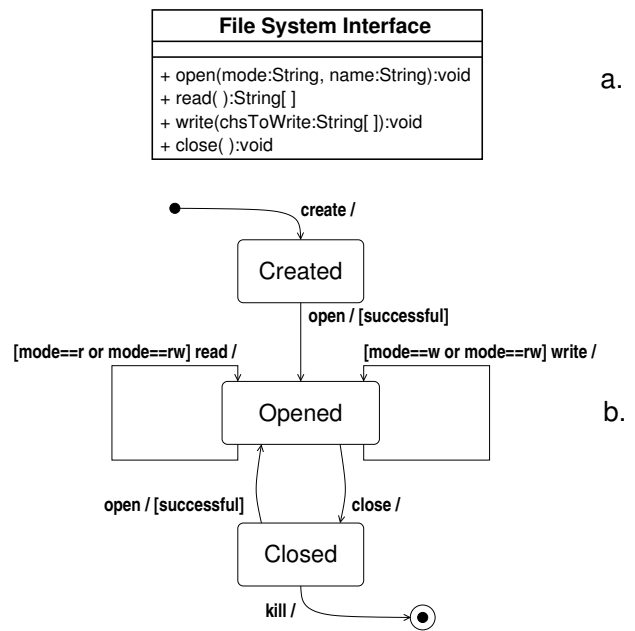 File System Interface
+ open(mode:String, name:String):void
+ read( ):String[ ]
+ write(chsToWrite:String[ ]):void
+ close( ):void
a.
create /
Created
open / [successful]
[mode==r or mode==rw] read /
[mode==w or mode==rw] write /
Opened
b.
open / [successful]
close /
Closed
kill /